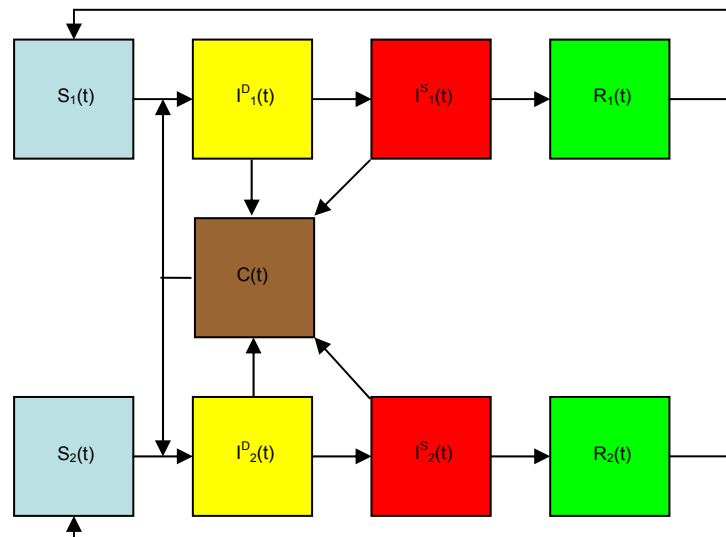 S₁(t)
Iᴰ₁(t)
Iˢ₁(t)
R₁(t)
C(t)
S₂(t)
Iᴰ₂(t)
Iˢ₂(t)
R₂(t)